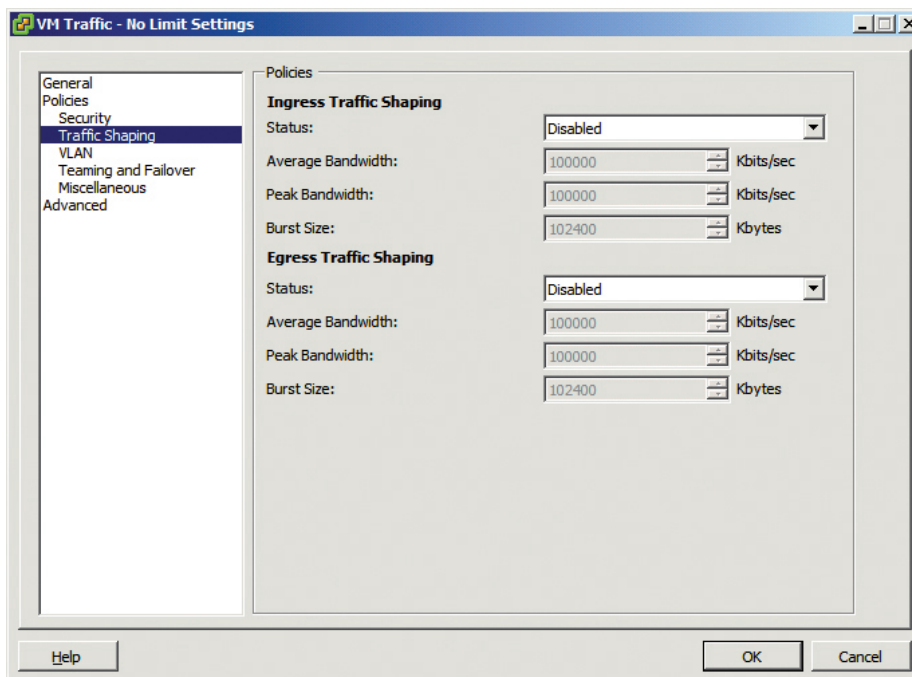 VM Traffic - No Limit Settings
General
Policies
Security
Traffic Shaping
VLAN
Teaming and Failover
Miscellaneous
Advanced
Policies
Ingress Traffic Shaping
Status: Disabled
Average Bandwidth: 100000 Kbits/sec
Peak Bandwidth: 100000 Kbits/sec
Burst Size: 102400 Kbytes
Egress Traffic Shaping
Status: Disabled
Average Bandwidth: 100000 Kbits/sec
Peak Bandwidth: 100000 Kbits/sec
Burst Size: 102400 Kbytes
Help OK Cancel